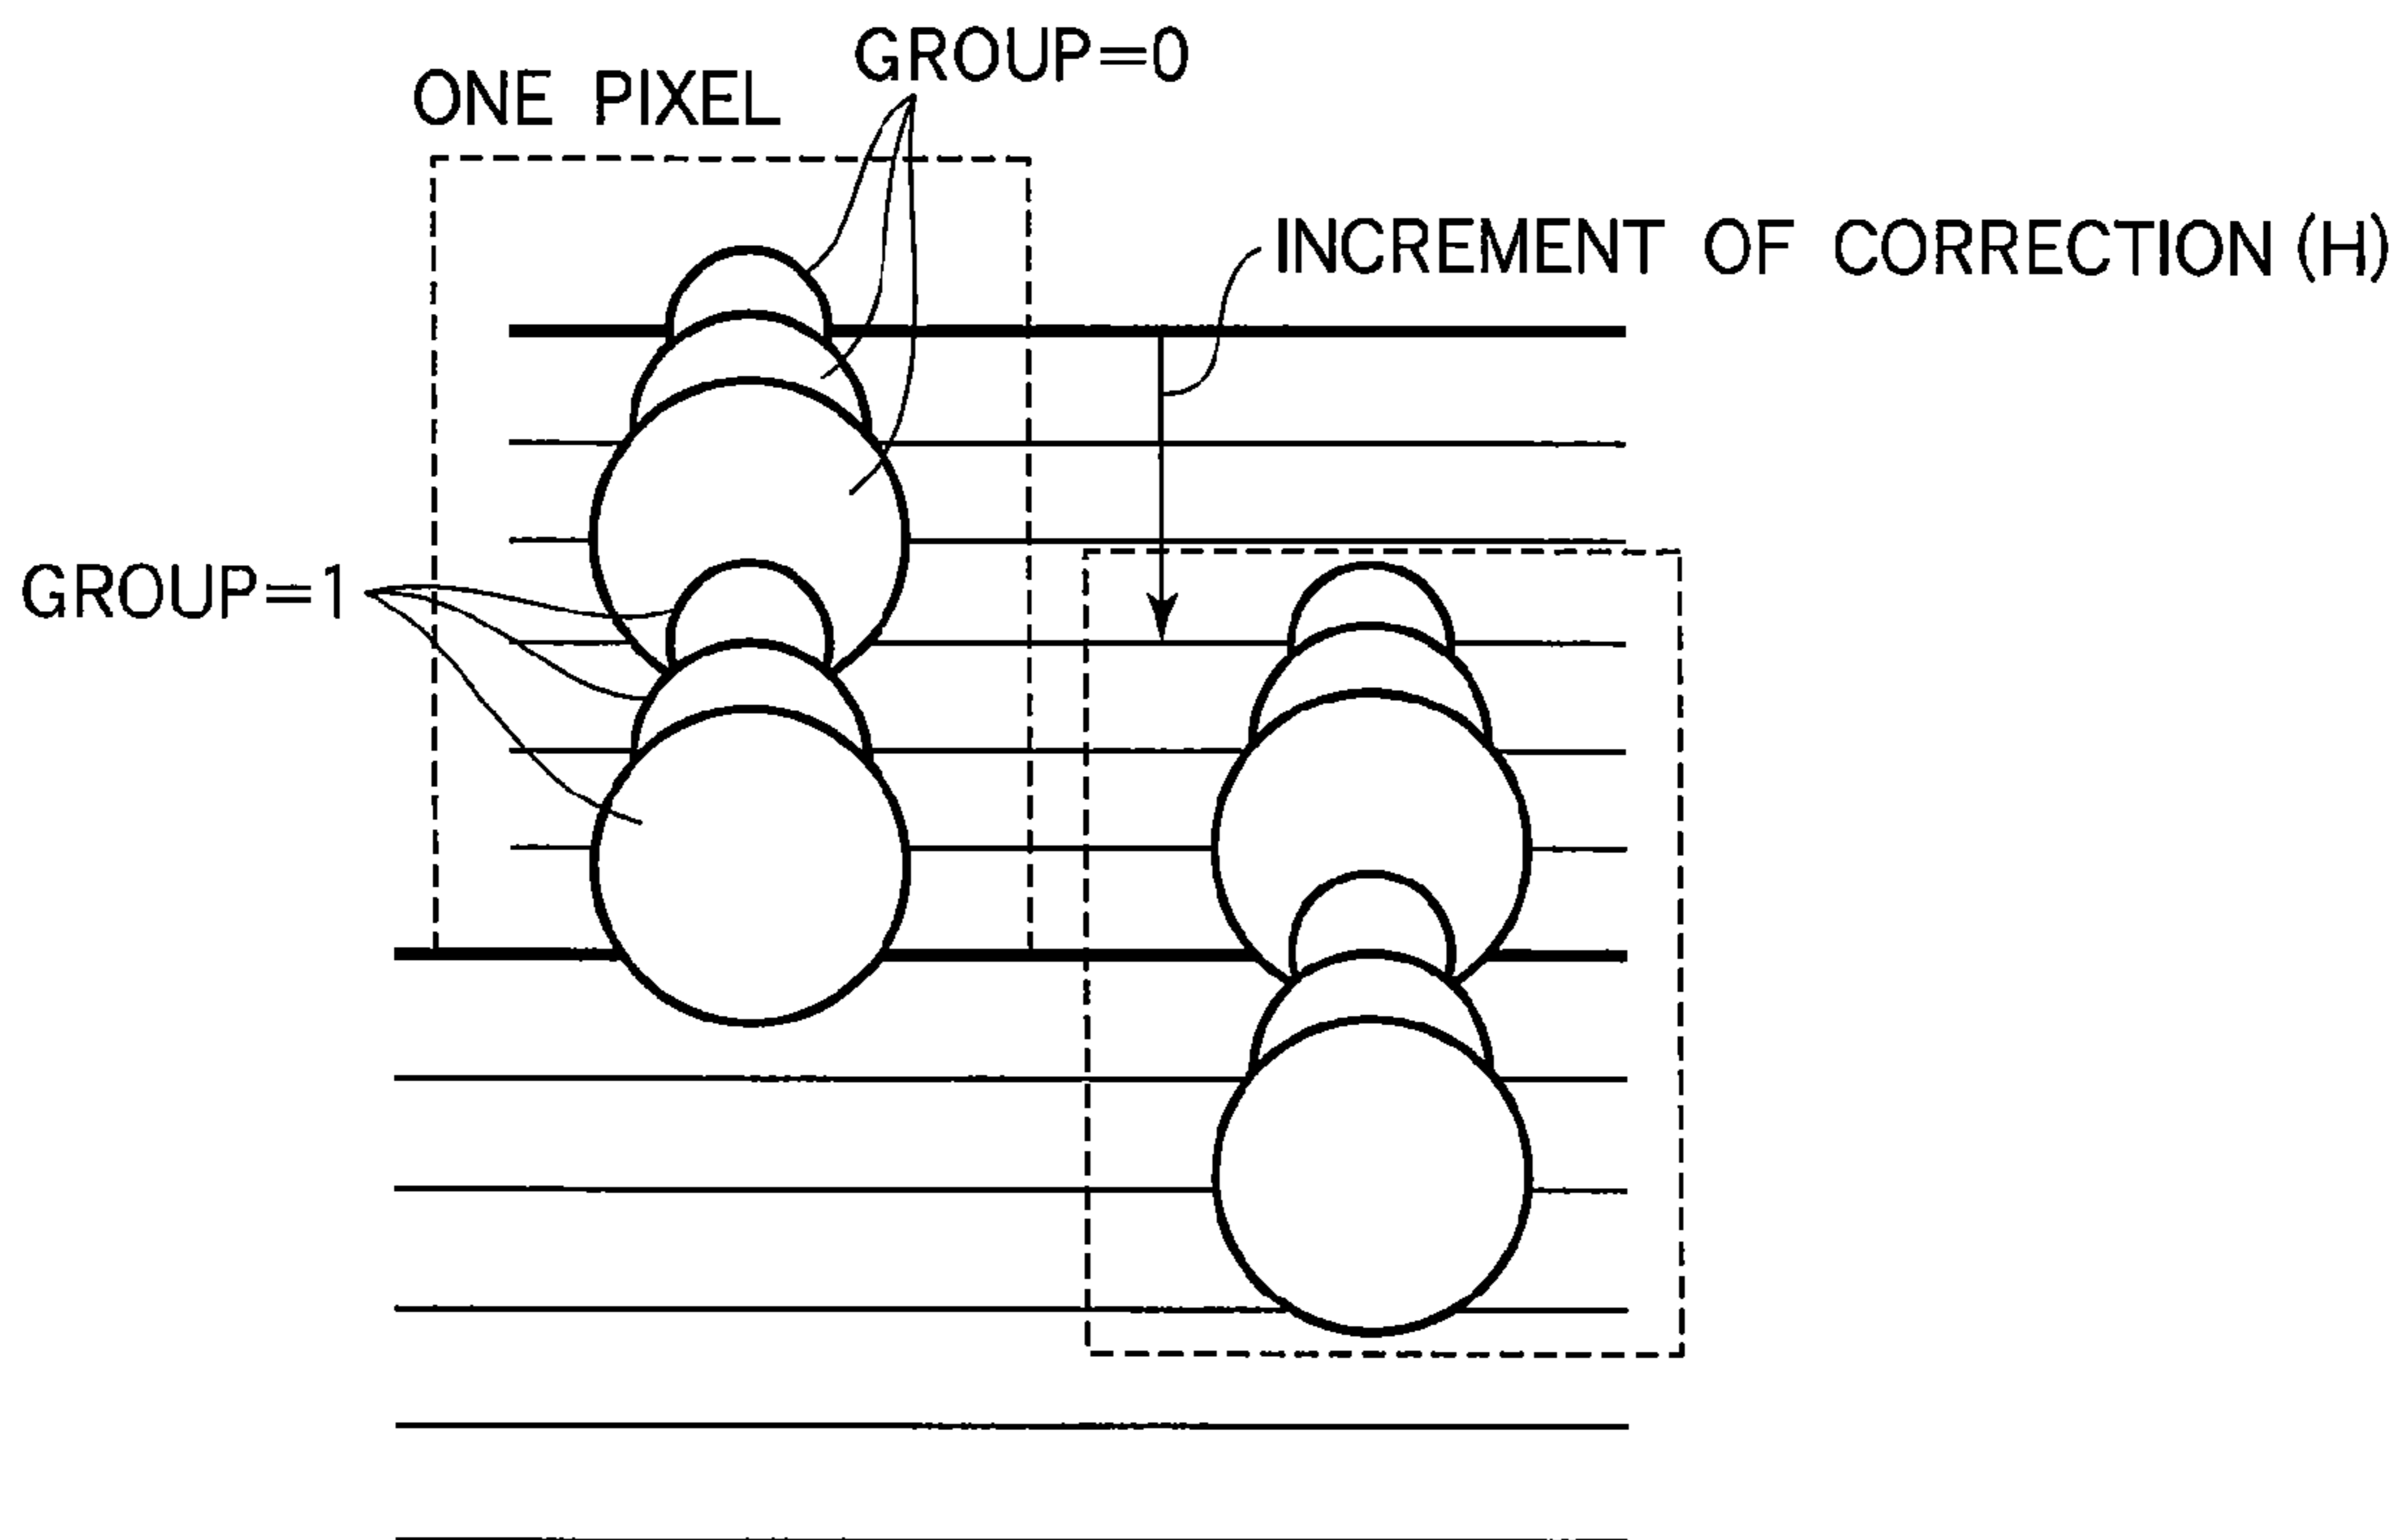 GROUP=0
ONE PIXEL
INCREMENT OF CORRECTION (H)
GROUP=1